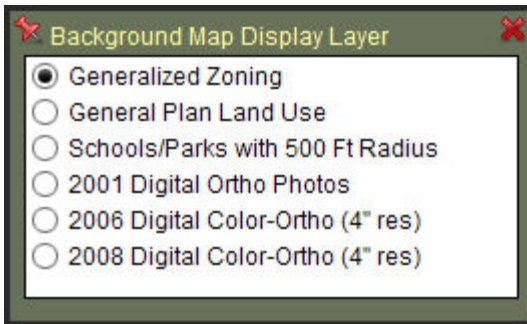 Background Map Display Layer
Generalized Zoning
General Plan Land Use
Schools/Parks with 500 Ft Radius
2001 Digital Ortho Photos
2006 Digital Color-Ortho (4" res)
2008 Digital Color-Ortho (4" res)